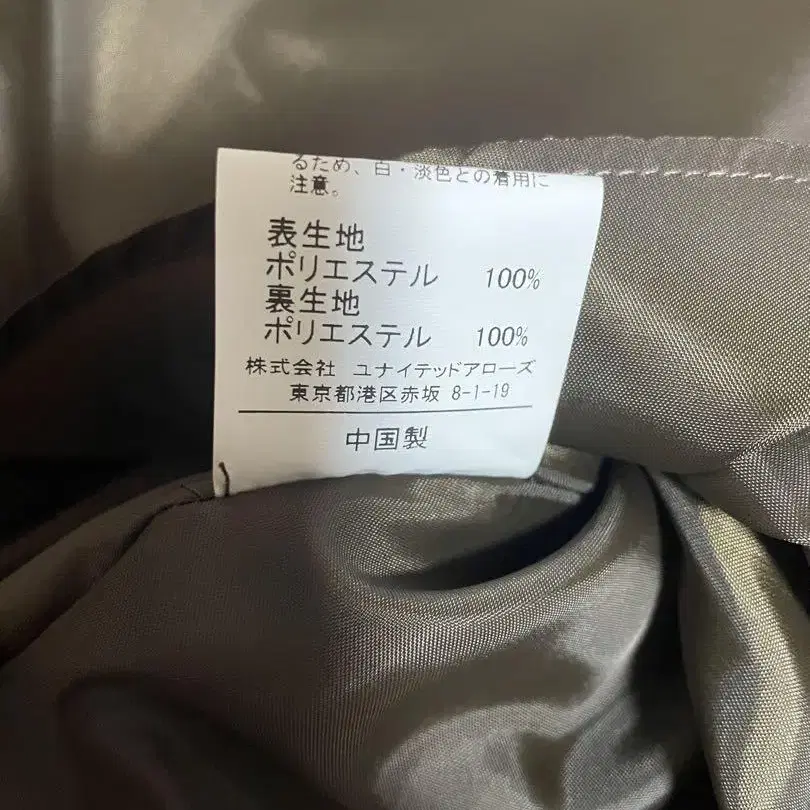 るため、白・淡色との着用に
注意。
表生地
ポリエステル 100%
裏生地
ポリエステル 100%
株式会社 ユナイテッドアローズ
東京都港区赤坂 8-1-19
中国製